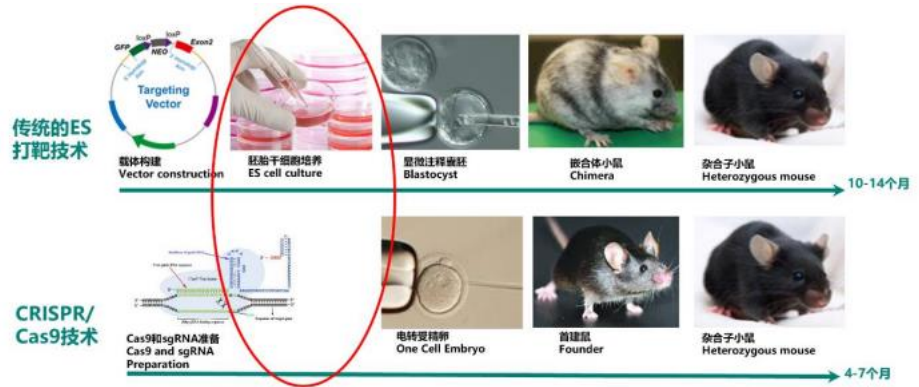 GFP
loxP
NEO
loxP
Exon2
Targeting
Vector
传统的ES
打靶技术
载体构建
Vector construction
胚胎干细胞培养
ES cell culture
显微注释囊胚
Blastocyst
嵌合体小鼠
Chimera
杂合子小鼠
Heterozygous mouse
10-14个月
CRISPR/
Cas9技术
Cas9和sgRNA准备
Cas9 and sgRNA
Preparation
电转受精卵
One Cell Embryo
首建鼠
Founder
杂合子小鼠
Heterozygous mouse
4-7个月